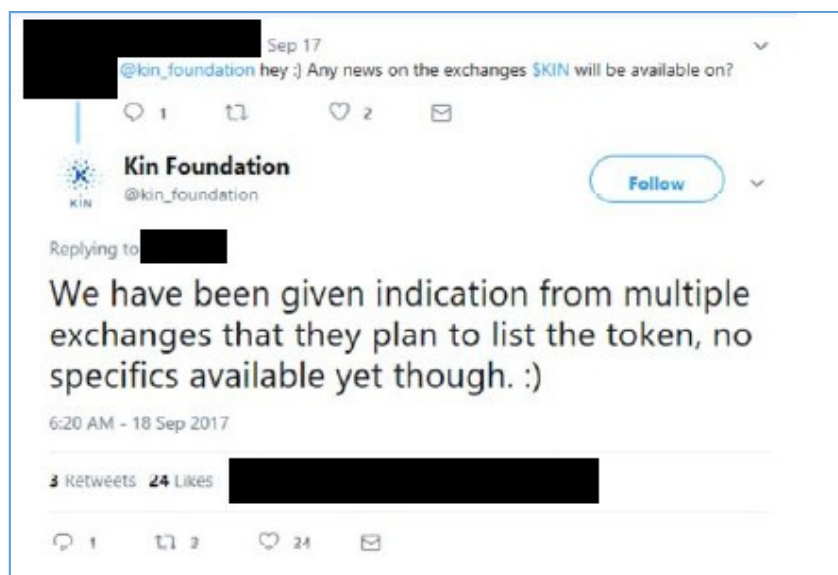 Sep 17
@kin_foundation hey :) Any news on the exchanges $KIN will be available on?
1 2
Kin Foundation
@kin_foundation
KIN
Follow
Replying to
We have been given indication from multiple
exchanges that they plan to list the token, no
specifics available yet though. :)
6:20 AM - 18 Sep 2017
3 Retweets 24 Likes
1 3 24